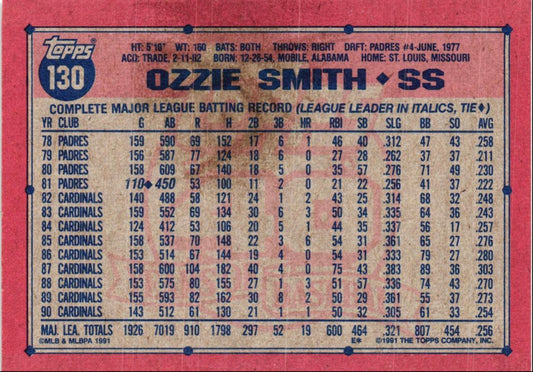 Topps
130
HT: 5'10" WT: 160 BATS: BOTH THROWS: RIGHT DRFT: PADRES #4-JUNE, 1977
ACQ: TRADE, 2-11-82 BORN: 12-26-54, MOBILE, ALABAMA HOME: ST. LOUIS, MISSOURI
OZZIE SMITH ♦ SS
COMPLETE MAJOR LEAGUE BATTING RECORD (LEAGUE LEADER IN ITALICS, TIE♦)
YR CLUB G AB R H 2B 3B HR RBI SB SLG BB SO AVG
78 PADRES 159 590 69 152 17 6 1 46 40 .312 47 43 .258
79 PADRES 156 587 77 124 18 6 0 27 28 .262 37 37 .211
80 PADRES 158 609 67 140 18 5 0 35 57 .276 71 49 .230
81 PADRES 110♦ 450 53 100 11 2 0 21 22 .256 41 37 .222
82 CARDINALS 140 488 58 121 24 1 2 43 25 .314 68 32 .248
83 CARDINALS 159 552 69 134 30 6 3 50 34 .335 64 36 .243
84 CARDINALS 124 412 53 106 20 5 1 44 35 .337 56 17 .257
85 CARDINALS 158 537 70 148 22 3 6 54 31 .361 65 27 .276
86 CARDINALS 153 514 67 144 19 4 0 54 31 .333 79 27 .280
87 CARDINALS 158 600 104 182 40 4 0 75 43 .383 89 36 .303
88 CARDINALS 153 575 80 155 27 1 3 51 57 .336 74 43 .270
89 CARDINALS 155 593 82 162 30 8 2 50 29 .361 55 37 .273
90 CARDINALS 143 512 61 130 21 1 1 50 32 .305 61 33 .254
MAJ. LEA. TOTALS 1926 7019 910 1798 297 52 19 600 464 .321 807 454 .256
©MLB & MLBPA 1991 E* ©1991 THE TOPPS COMPANY, INC.